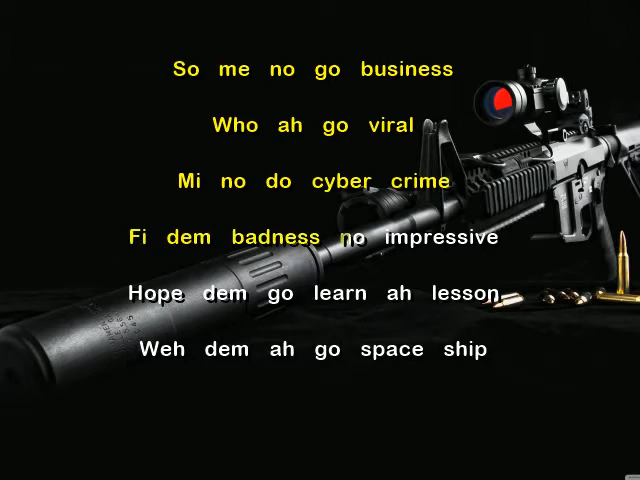 So me no go business
Who ah go viral
Mi no do cyber crime
Fi dem badness no impressive
Hope dem go learn ah lesson
Weh dem ah go space ship